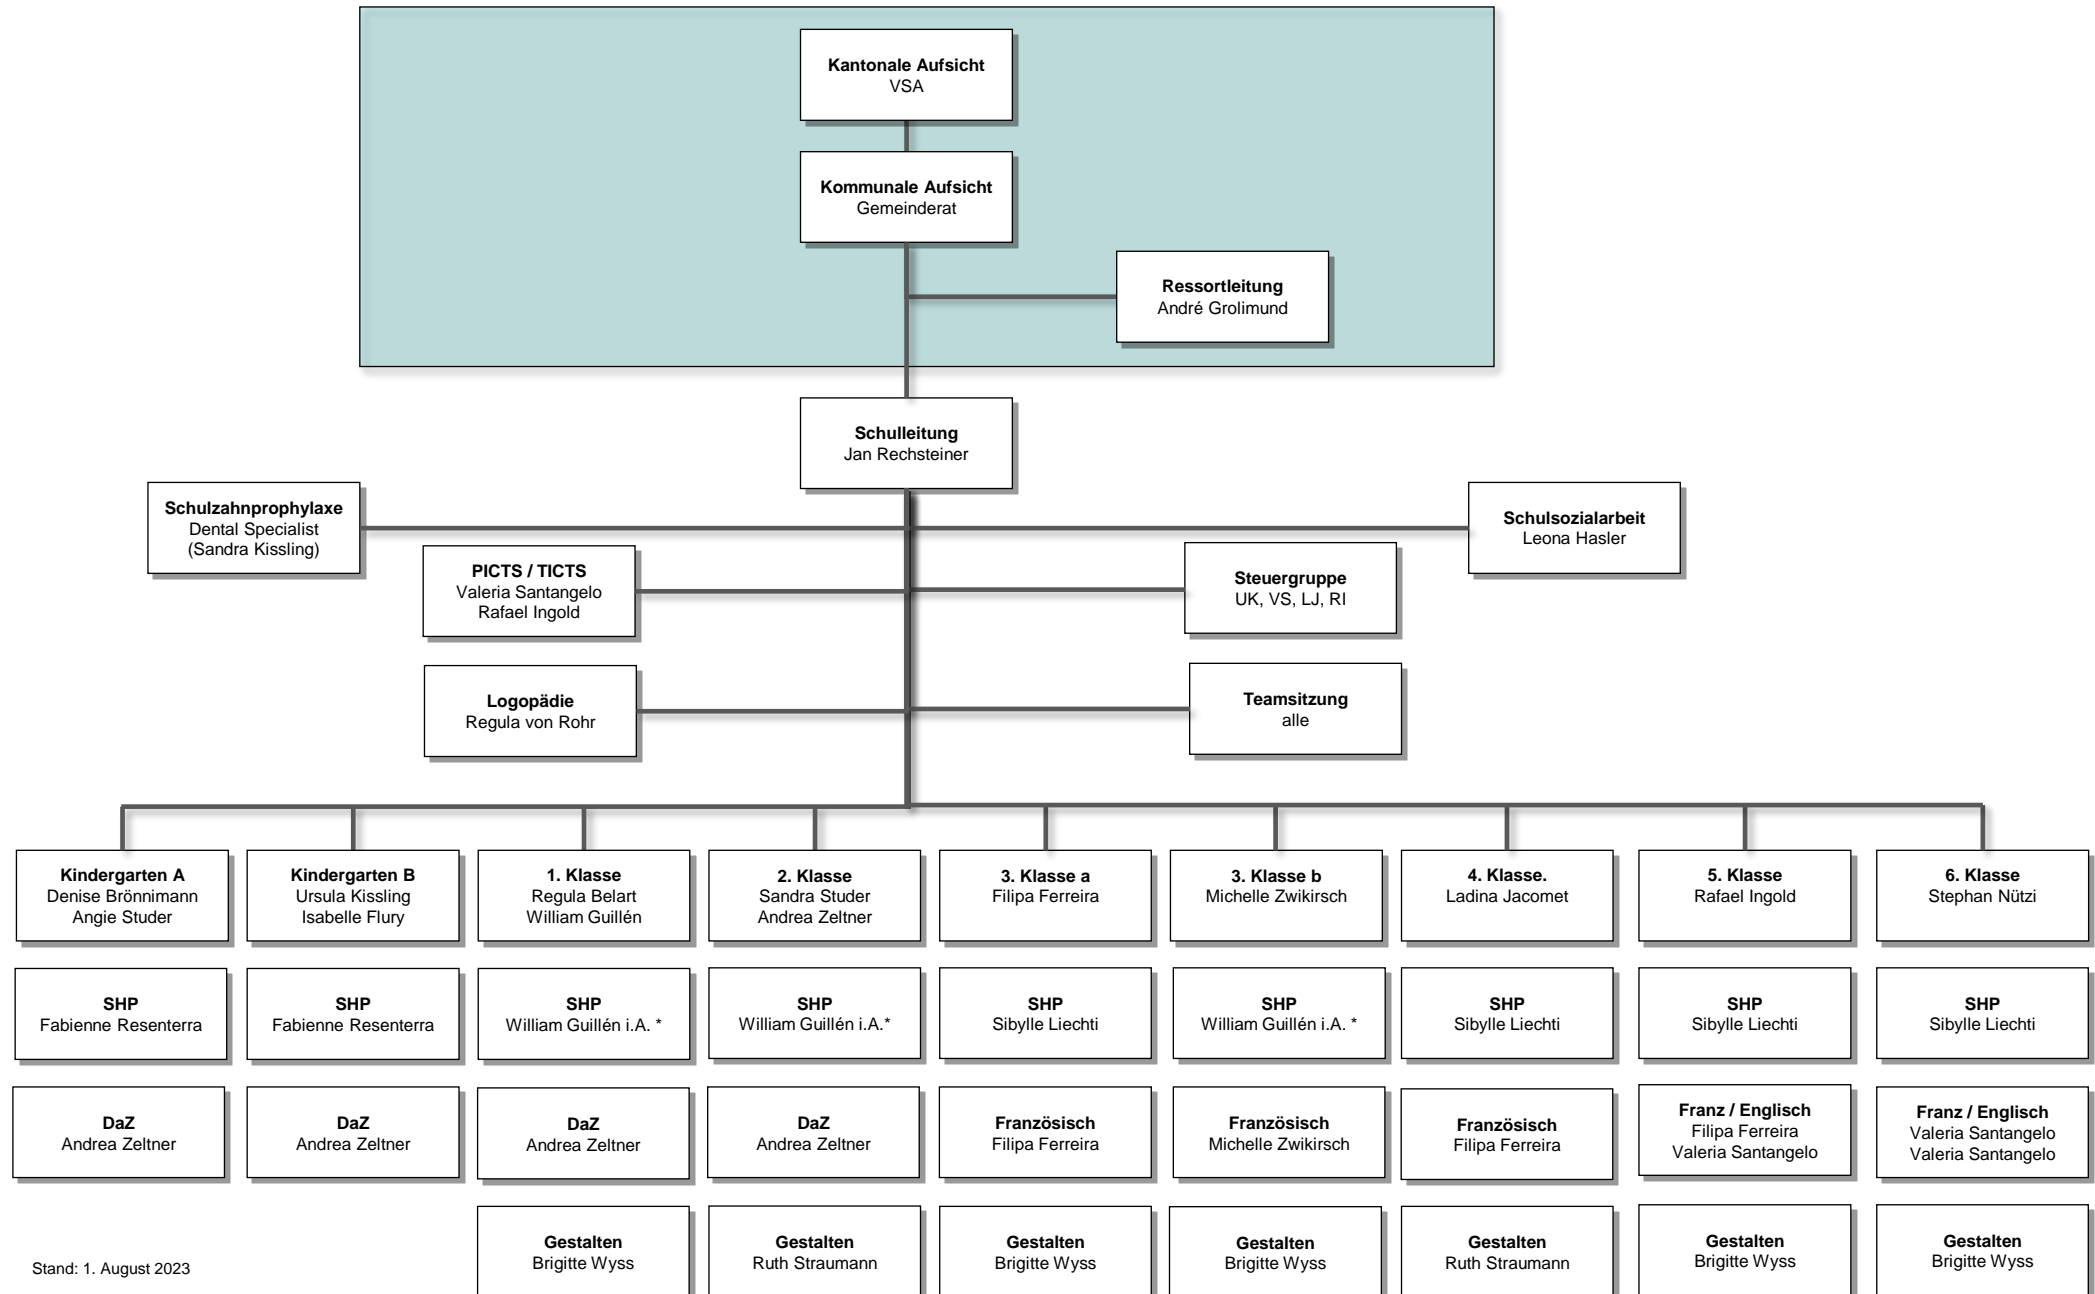 Kantonale Aufsicht
VSA
Kommunale Aufsicht
Gemeinderat
Ressortleitung
André Grolimund
Schulleitung
Jan Rechsteiner
Schulzahnprophylaxe
Dental Specialist
(Sandra Kissling)
Schulsozialarbeit
Leona Hasler
PICTS / TICTS
Valeria Santangelo
Rafael Ingold
Steuergruppe
UK, VS, LJ, RI
Logopädie
Regula von Rohr
Teamsitzung
alle
Kindergarten A
Denise Brönnimann
Angie Studer
Kindergarten B
Ursula Kissling
Isabelle Flury
1. Klasse
Regula Belart
William Guillén
2. Klasse
Sandra Studer
Andrea Zeltner
3. Klasse a
Filipa Ferreira
3. Klasse b
Michelle Zwikirsch
4. Klasse.
Ladina Jacomet
5. Klasse
Rafael Ingold
6. Klasse
Stephan Nützi
SHP
Fabienne Resenterra
SHP
Fabienne Resenterra
SHP
William Guillén i.A. *
SHP
William Guillén i.A.*
SHP
Sibylle Liechti
SHP
William Guillén i.A. *
SHP
Sibylle Liechti
SHP
Sibylle Liechti
SHP
Sibylle Liechti
DaZ
Andrea Zeltner
DaZ
Andrea Zeltner
DaZ
Andrea Zeltner
DaZ
Andrea Zeltner
Französisch
Filipa Ferreira
Französisch
Michelle Zwikirsch
Französisch
Filipa Ferreira
Franz / Englisch
Filipa Ferreira
Valeria Santangelo
Franz / Englisch
Valeria Santangelo
Valeria Santangelo
Gestalten
Brigitte Wyss
Gestalten
Ruth Straumann
Gestalten
Brigitte Wyss
Gestalten
Brigitte Wyss
Gestalten
Ruth Straumann
Gestalten
Brigitte Wyss
Gestalten
Brigitte Wyss
Stand: 1. August 2023